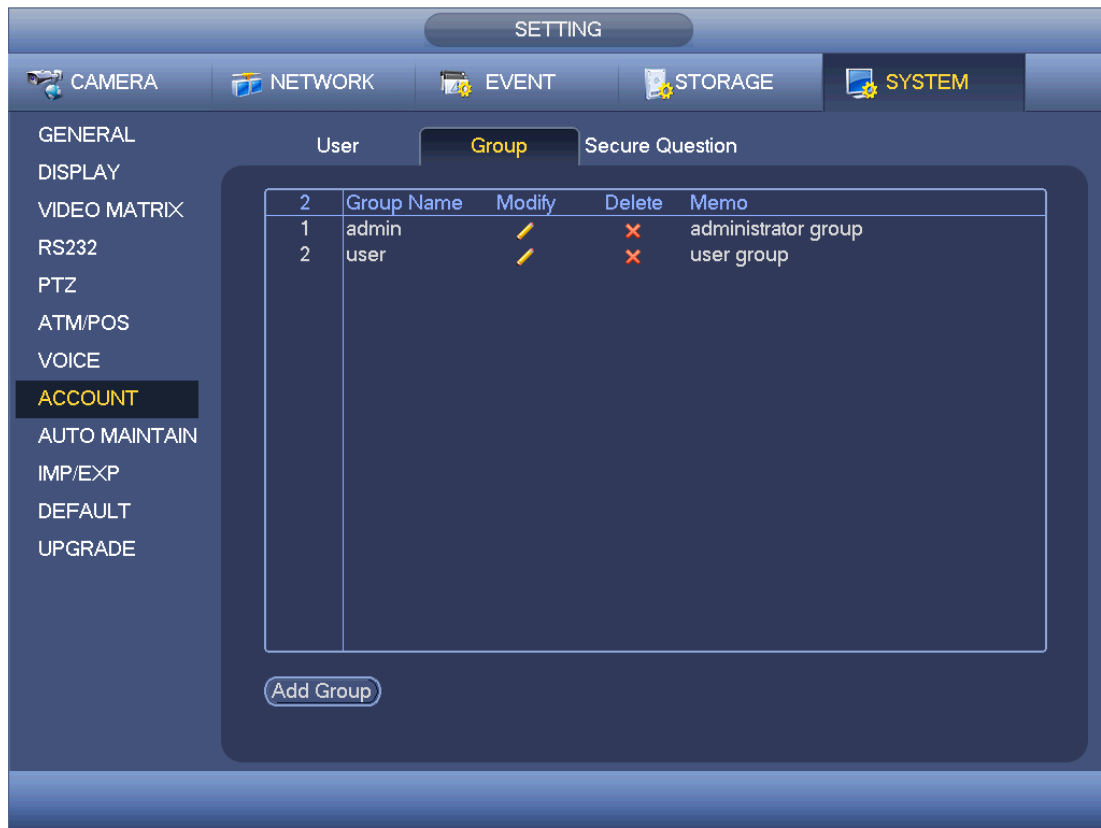 SETTING
CAMERA NETWORK EVENT STORAGE SYSTEM
GENERAL
DISPLAY
VIDEO MATRIX
RS232
PTZ
ATM/POS
VOICE
ACCOUNT
AUTO MAINTAIN
IMP/EXP
DEFAULT
UPGRADE
User Group Secure Question
2 Group Name Modify Delete Memo
1 admin administrator group
2 user user group
Add Group